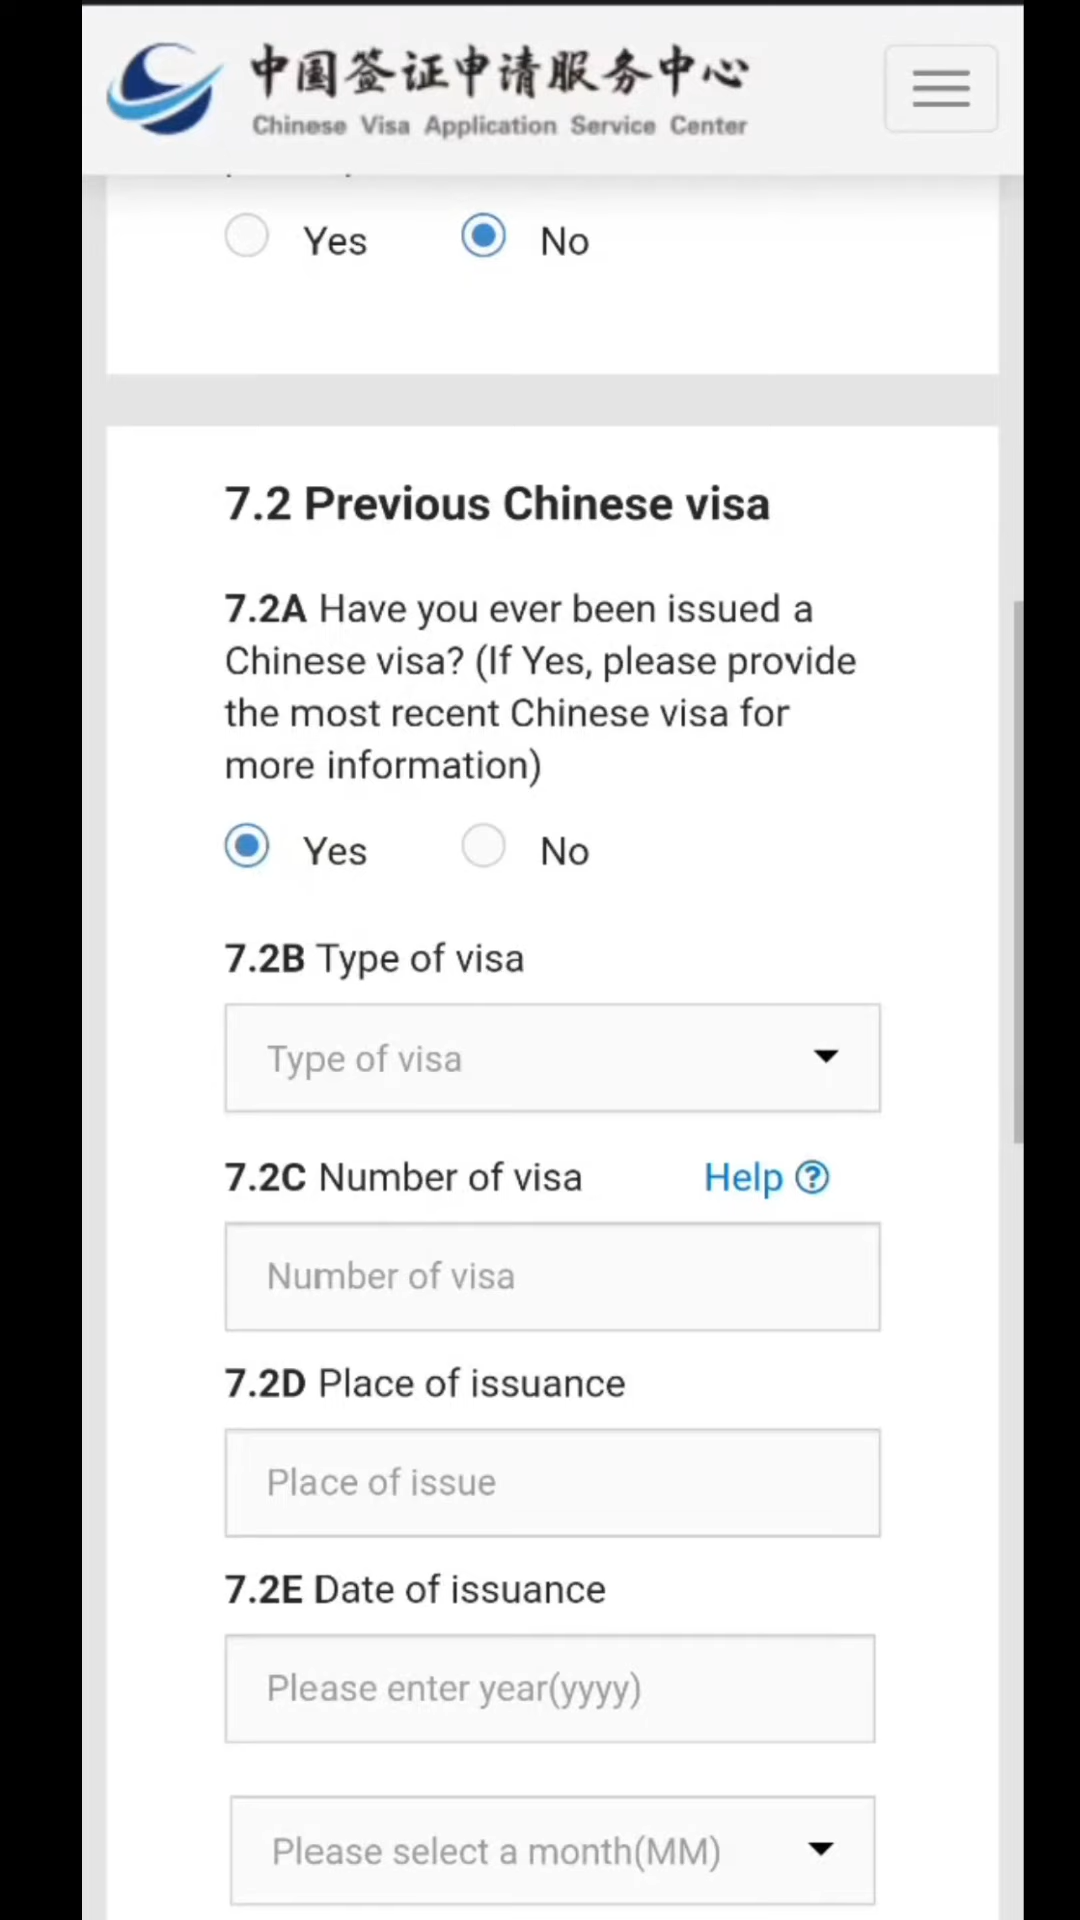 中国签证申请服务中心
Chinese Visa Application Service Center
Yes No
7.2 Previous Chinese visa
7.2A Have you ever been issued a
Chinese visa? (If Yes, please provide
the most recent Chinese visa for
more information)
Yes No
7.2B Type of visa
Type of visa
7.2C Number of visa Help ?
Number of visa
7.2D Place of issuance
Place of issue
7.2E Date of issuance
Please enter year(yyyy)
Please select a month(MM)